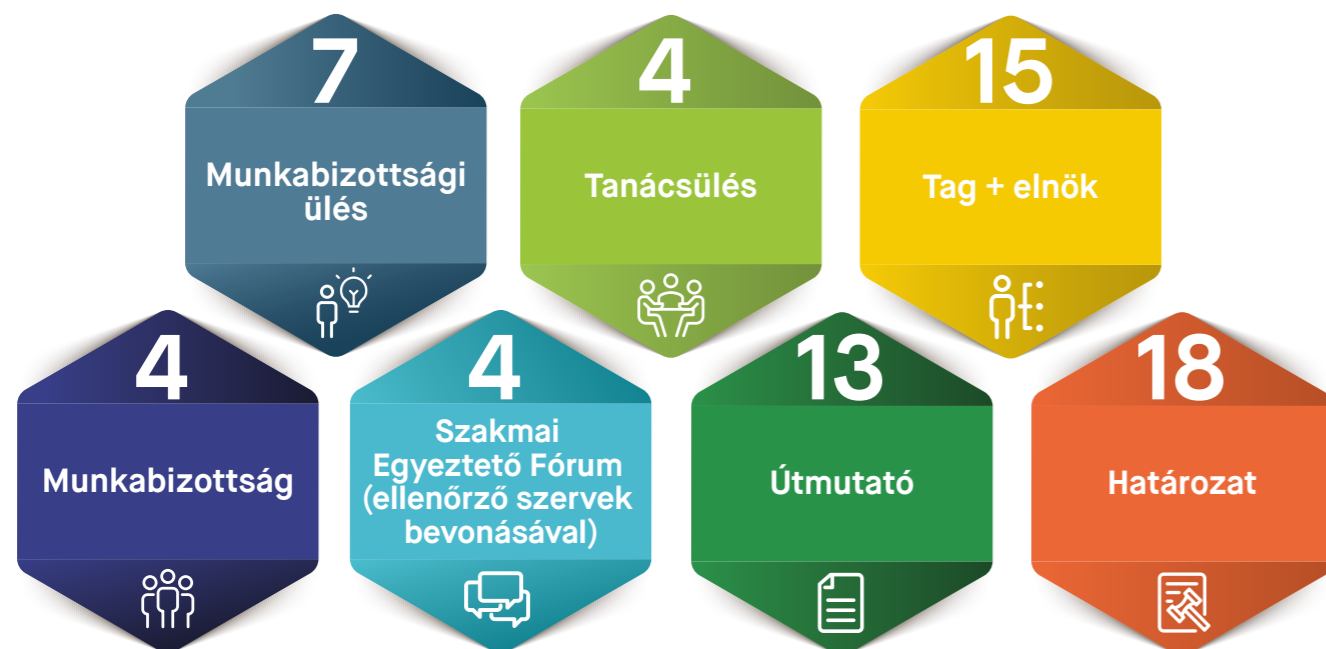 7
Munkabizottsági
ülés
4
Tanácsülés
15
Tag + elnök
4
Munkabizottság
4
Szakmai
Egyeztető Fórum
(ellenőrző szervek
bevonásával)
13
Útmutató
18
Határozat